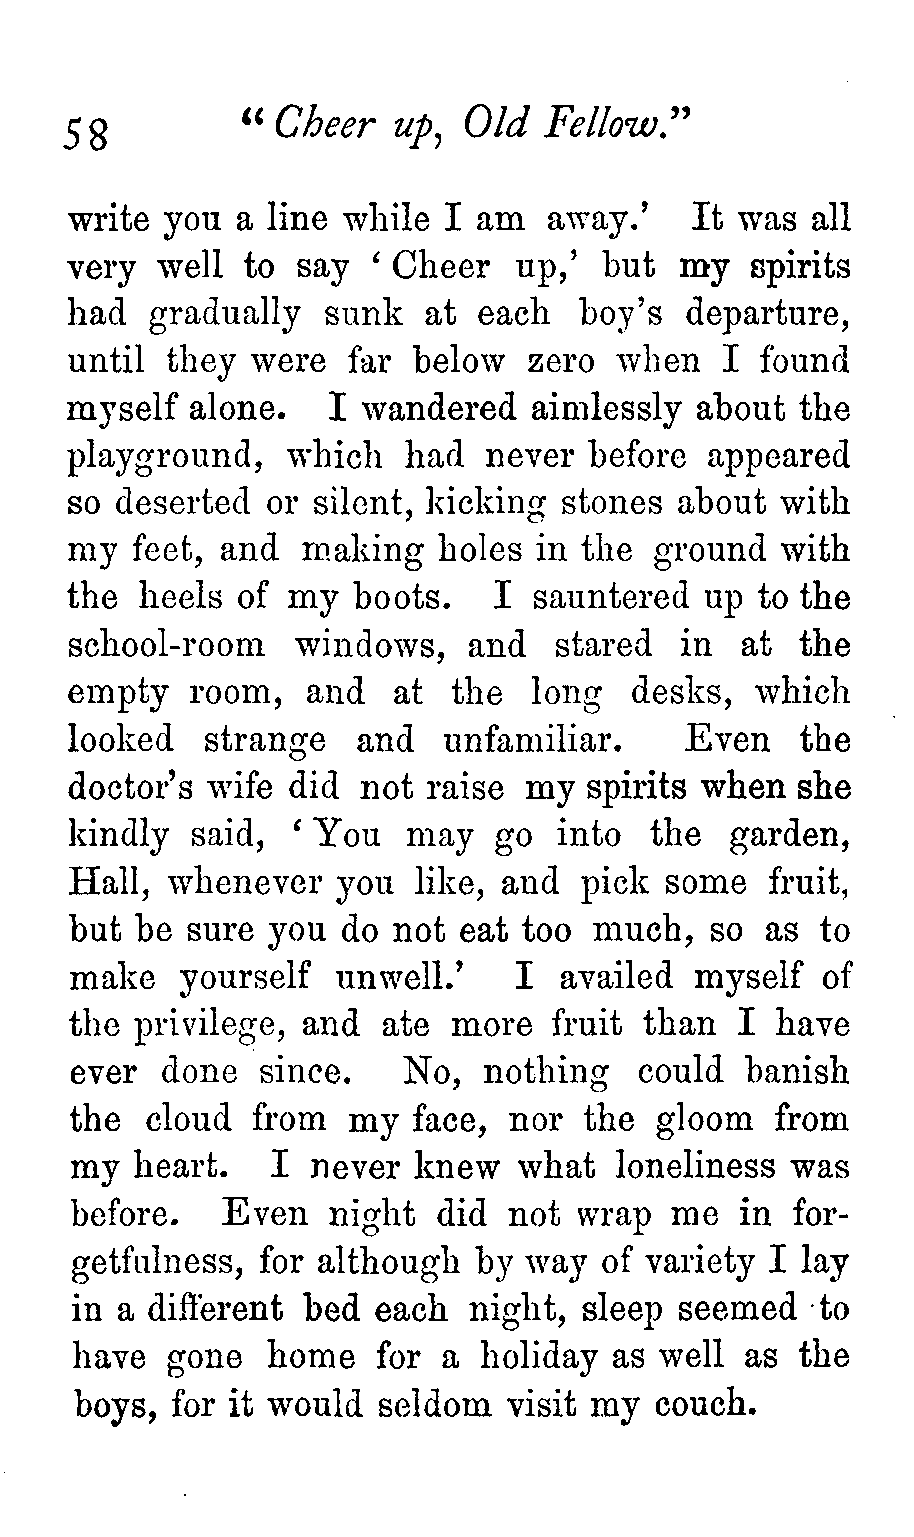 58 “ Cheer up, Old Fellow.”
write you a line while I am away.’ It was all
very well to say ‘ Cheer up,’ but my spirits
had gradually sunk at each boy’s departure,
until they were far below zero when I found
myself alone. I wandered aimlessly about the
playground, which had never before appeared
so deserted or silent, kicking stones about with
my feet, and making holes in the ground with
the heels of my boots. I sauntered up to the
school-room windows, and stared in at the
empty room, and at the long desks, which
looked strange and unfamiliar. Even the
doctor’s wife did not raise my spirits when she
kindly said, ‘ You may go into the garden,
Hall, whenever you like, and pick some fruit,
but be sure you do not eat too much, so as to
make yourself unwell.’ I availed myself of
the privilege, and ate more fruit than I have
ever done since. No, nothing could banish
the cloud from my face, nor the gloom from
my heart. I never knew what loneliness was
before. Even night did not wrap me in for-
getfulness, for although by way of variety I lay
in a different bed each night, sleep seemed to
have gone home for a holiday as well as the
boys, for it would seldom visit my couch.